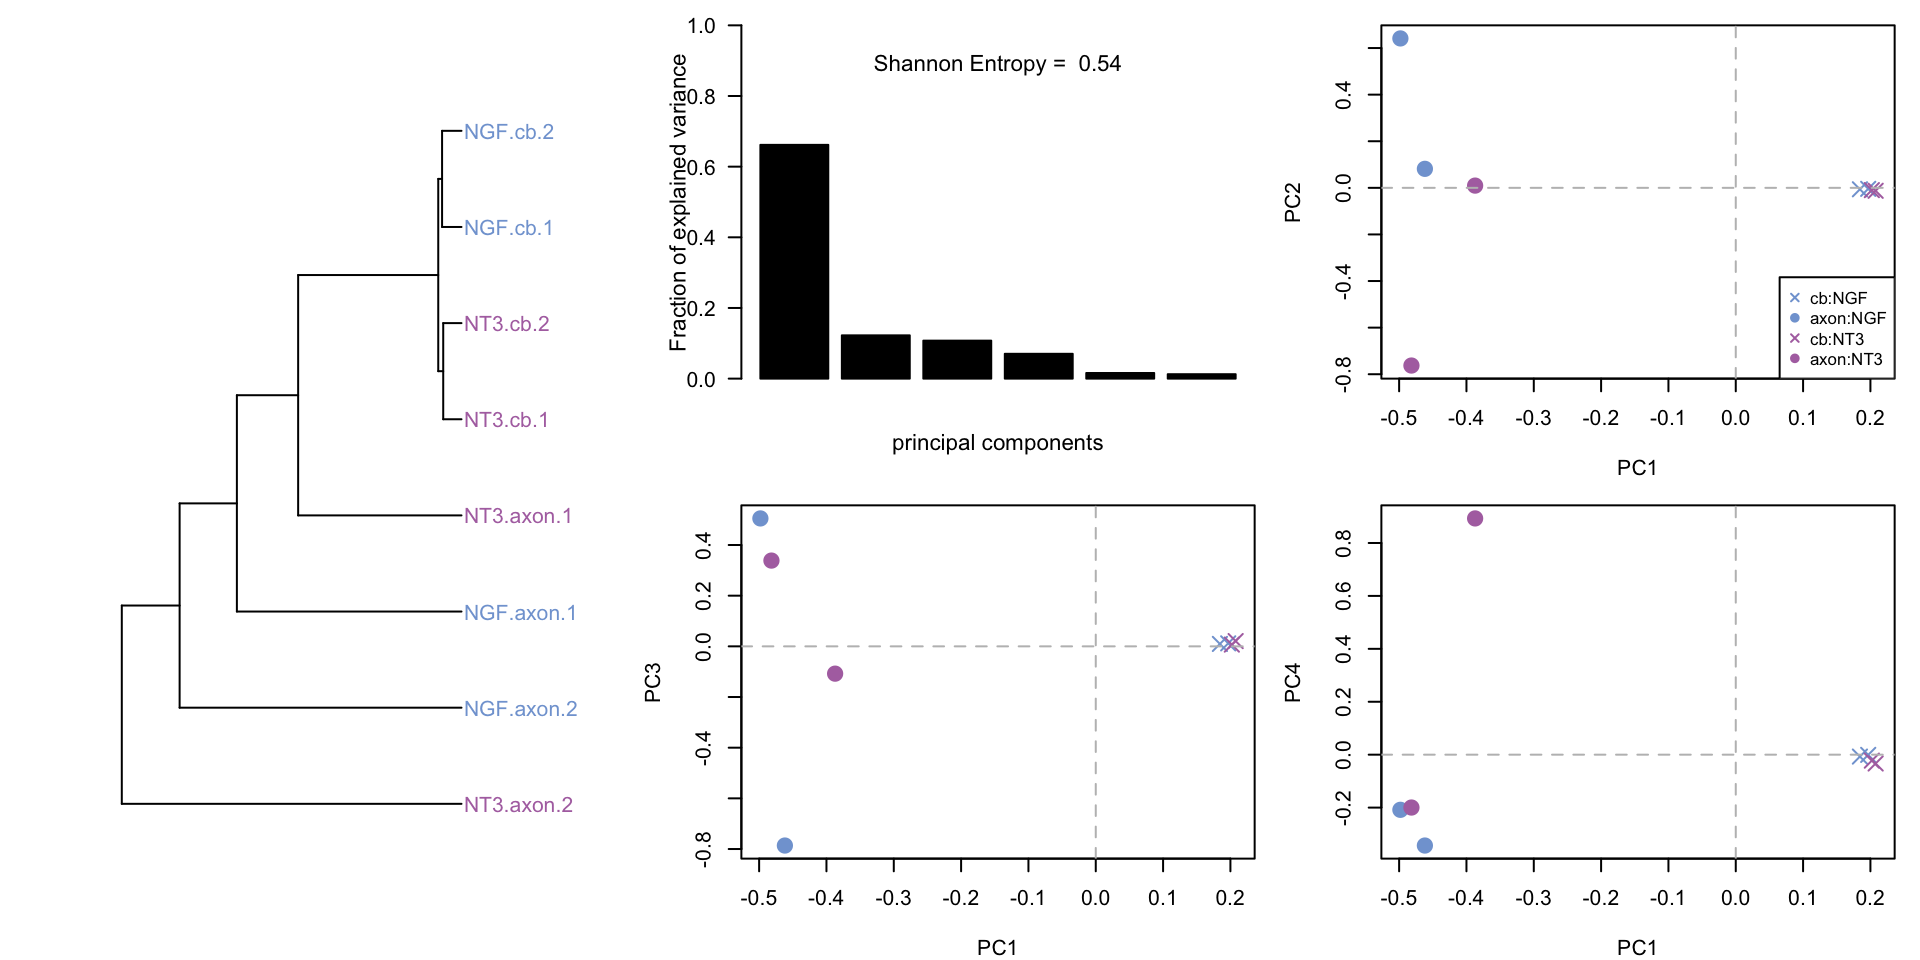 NGF.cb.2
NGF.cb.1
NT3.cb.2
NT3.cb.1
NT3.axon.1
NGF.axon.1
NGF.axon.2
NT3.axon.2
Fraction of explained variance
1.0
0.8
0.6
0.4
0.2
0.0
Shannon Entropy = 0.54
principal components
PC2
0.4
0.0
-0.4
-0.8
cb:NGF
axon:NGF
cb:NT3
axon:NT3
-0.5 -0.4 -0.3 -0.2 -0.1 0.0 0.1 0.2
PC1
PC3
0.4
0.2
0.0
-0.4
-0.8
-0.5 -0.4 -0.3 -0.2 -0.1 0.0 0.1 0.2
PC1
PC4
0.8
0.6
0.4
0.2
0.0
-0.2
-0.5 -0.4 -0.3 -0.2 -0.1 0.0 0.1 0.2
PC1